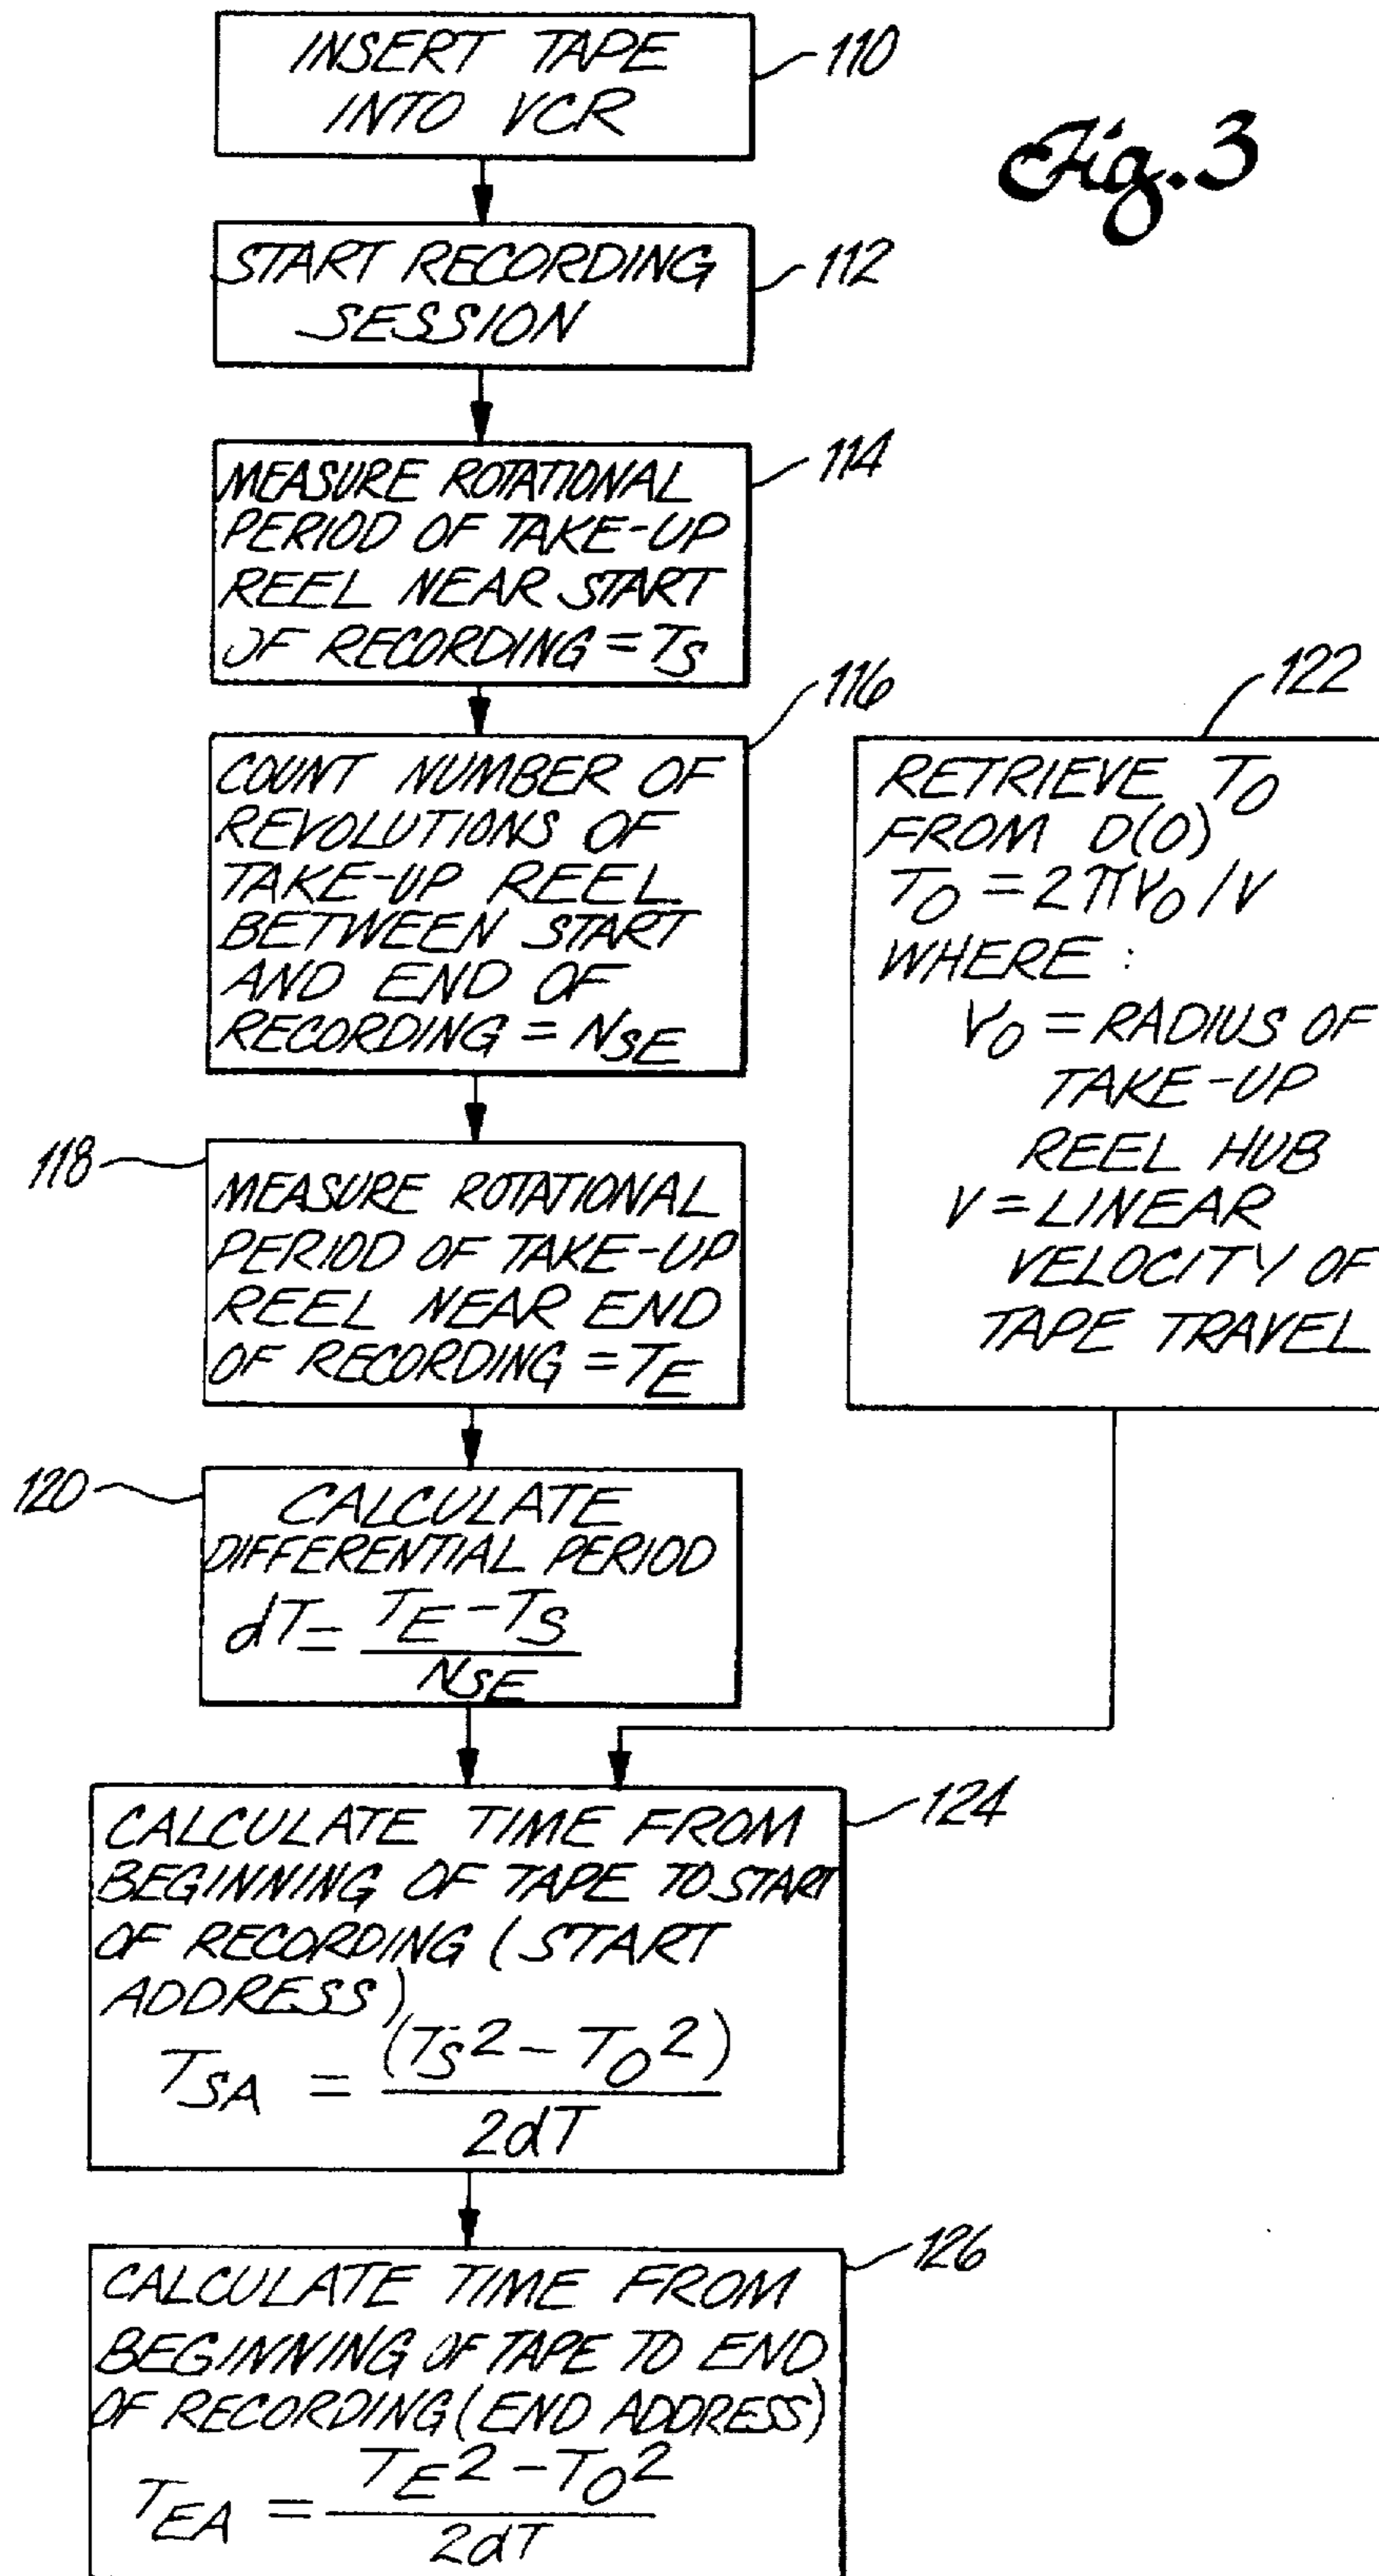 INSERT TAPE
INTO VCR
110
Fig. 3
START RECORDING
SESSION
112
MEASURE ROTATIONAL
PERIOD OF TAKE-UP
REEL NEAR START
OF RECORDING = TS
114
COUNT NUMBER OF
REVOLUTIONS OF
TAKE-UP REEL
BETWEEN START
AND END OF
RECORDING = NSE
116
122
RETRIEVE TO
FROM D(0)
TO = 2πr0/V
WHERE:
r0 = RADIUS OF
TAKE-UP
REEL HUB
V = LINEAR
VELOCITY OF
TAPE TRAVEL
118
MEASURE ROTATIONAL
PERIOD OF TAKE-UP
REEL NEAR END
OF RECORDING = TE
120
CALCULATE
DIFFERENTIAL PERIOD
dT = TE - TS
NSE
124
CALCULATE TIME FROM
BEGINNING OF TAPE TO START
OF RECORDING (START
ADDRESS)
TSA = (TS2 - TO2)
2dT
126
CALCULATE TIME FROM
BEGINNING OF TAPE TO END
OF RECORDING (END ADDRESS)
TEA = TE2 - TO2
2dT